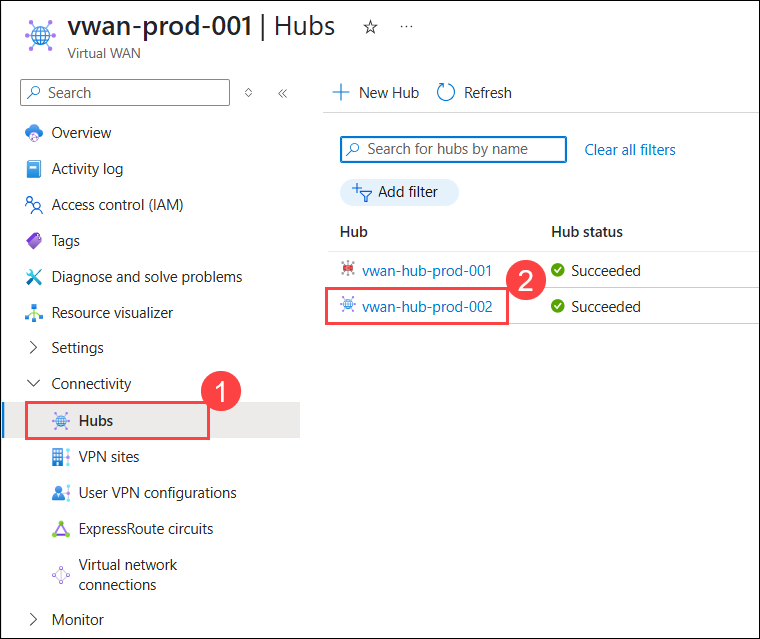 vwan-prod-001 | Hubs
Virtual WAN
Search
New Hub
Refresh
Overview
Activity log
Access control (IAM)
Tags
Diagnose and solve problems
Resource visualizer
Settings
Connectivity
1
Hubs
VPN sites
User VPN configurations
ExpressRoute circuits
Virtual network
connections
Monitor
Search for hubs by name
Clear all filters
Add filter
Hub Hub status
vwan-hub-prod-001 Succeeded
2
vwan-hub-prod-002 Succeeded